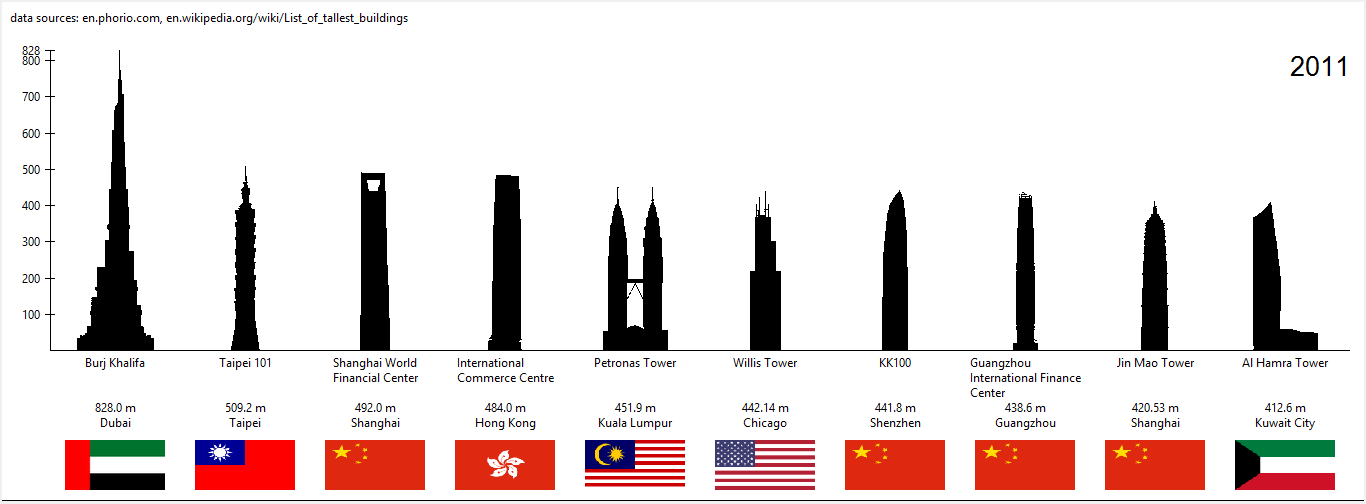 data sources: en.phorio.com, en.wikipedia.org/wiki/List_of_tallest_buildings
2011
828
800
700
600
500
400
300
200
100
Burj Khalifa
Taipei 101
Shanghai World
Financial Center
International
Commerce Centre
Petronas Tower
Willis Tower
KK100
Guangzhou
International Finance
Center
Jin Mao Tower
Al Hamra Tower
828.0 m
Dubai
509.2 m
Taipei
492.0 m
Shanghai
484.0 m
Hong Kong
451.9 m
Kuala Lumpur
442.14 m
Chicago
441.8 m
Shenzhen
438.6 m
Guangzhou
420.53 m
Shanghai
412.6 m
Kuwait City